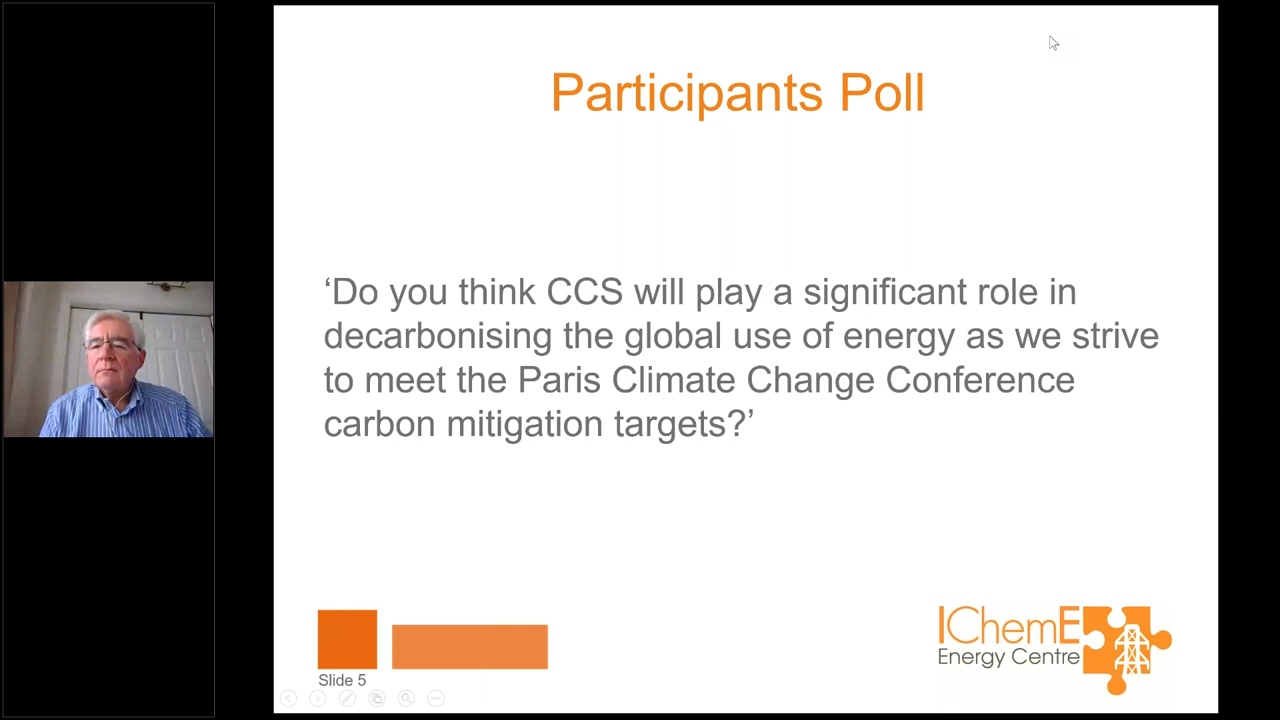 Participants Poll
‘Do you think CCS will play a significant role in
decarbonising the global use of energy as we strive
to meet the Paris Climate Change Conference
carbon mitigation targets?’
IChemE
Energy Centre
Slide 5